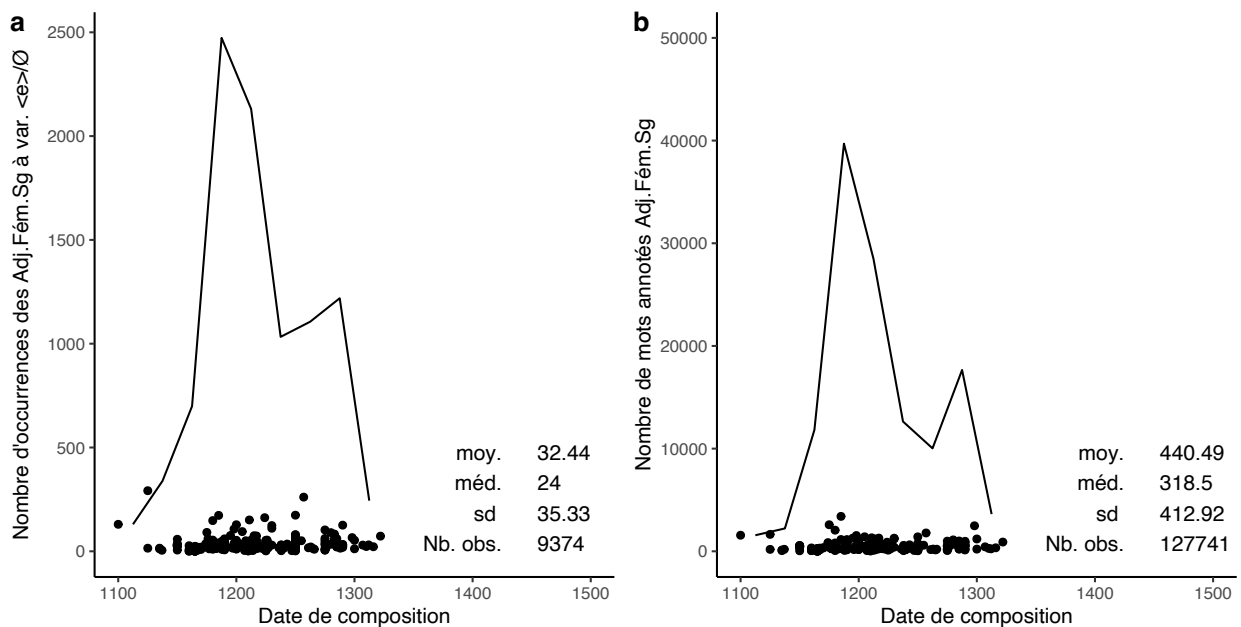 a
Nombre d'occurrences des Adj.Fém.Sg à var. <e>/Ø
2500
2000
1500
1000
500
0
moy. 32.44
méd. 24
sd 35.33
Nb. obs. 9374
1100 1200 1300 1400 1500
Date de composition
b
Nombre de mots annotés Adj.Fém.Sg
50000
40000
30000
20000
10000
0
moy. 440.49
méd. 318.5
sd 412.92
Nb. obs. 127741
1100 1200 1300 1400 1500
Date de composition